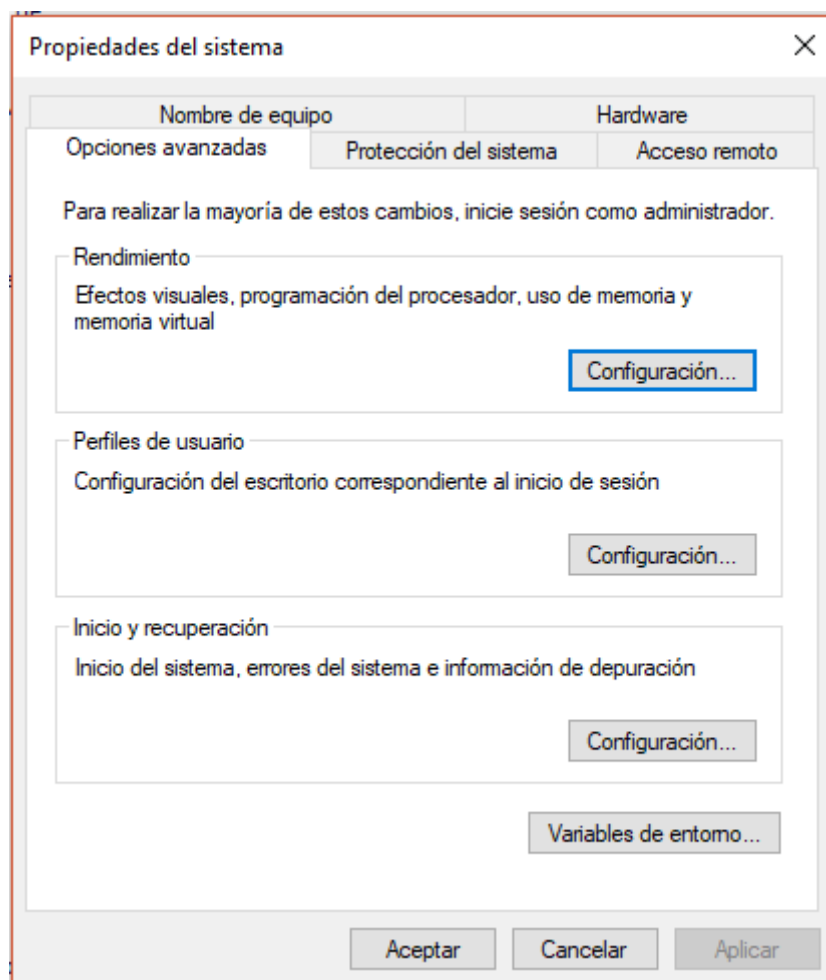 Propiedades del sistema
Nombre de equipo
Hardware
Opciones avanzadas
Protección del sistema
Acceso remoto
Para realizar la mayoría de estos cambios, inicie sesión como administrador.
Rendimiento
Efectos visuales, programación del procesador, uso de memoria y
memoria virtual
Configuración...
Perfiles de usuario
Configuración del escritorio correspondiente al inicio de sesión
Configuración...
Inicio y recuperación
Inicio del sistema, errores del sistema e información de depuración
Configuración...
Variables de entorno...
Aceptar
Cancelar
Aplicar